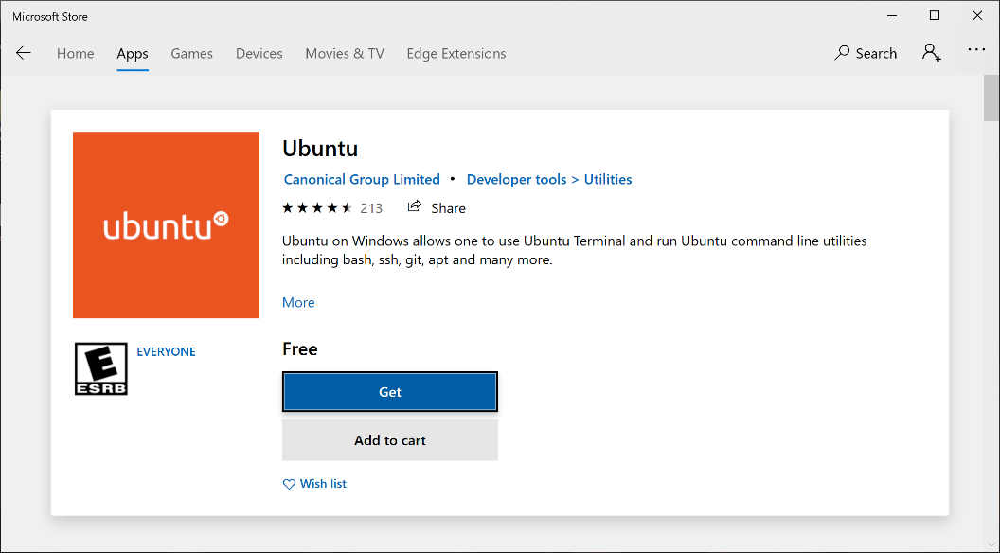 Microsoft Store
Home Apps Games Devices Movies & TV Edge Extensions Search
ubuntu
Ubuntu
Canonical Group Limited • Developer tools > Utilities
213 Share
Ubuntu on Windows allows one to use Ubuntu Terminal and run Ubuntu command line utilities
including bash, ssh, git, apt and many more.
More
E
ESRB
EVERYONE
Free
Get
Add to cart
Wish list